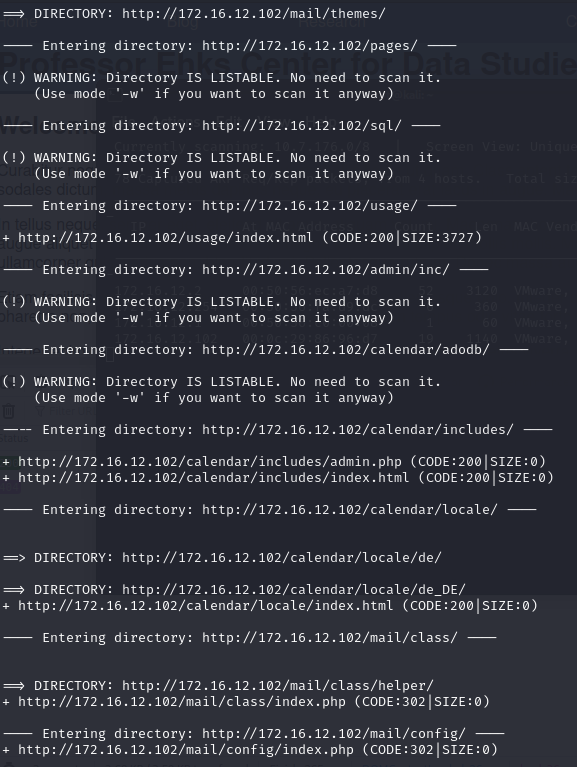 ==> DIRECTORY: http://172.16.12.102/mail/themes/
---- Entering directory: http://172.16.12.102/pages/ ----
(!) WARNING: Directory IS LISTABLE. No need to scan it.
(Use mode '-w' if you want to scan it anyway)
---- Entering directory: http://172.16.12.102/sql/ ----
(!) WARNING: Directory IS LISTABLE. No need to scan it.
(Use mode '-w' if you want to scan it anyway)
---- Entering directory: http://172.16.12.102/usage/ ----
+ http://172.16.12.102/usage/index.html (CODE:200|SIZE:3727)
---- Entering directory: http://172.16.12.102/admin/inc/ ----
(!) WARNING: Directory IS LISTABLE. No need to scan it.
(Use mode '-w' if you want to scan it anyway)
---- Entering directory: http://172.16.12.102/calendar/adodb/ ----
(!) WARNING: Directory IS LISTABLE. No need to scan it.
(Use mode '-w' if you want to scan it anyway)
---- Entering directory: http://172.16.12.102/calendar/includes/ ----
+ http://172.16.12.102/calendar/includes/admin.php (CODE:200|SIZE:0)
+ http://172.16.12.102/calendar/includes/index.html (CODE:200|SIZE:0)
---- Entering directory: http://172.16.12.102/calendar/locale/ ----
==> DIRECTORY: http://172.16.12.102/calendar/locale/de/
==> DIRECTORY: http://172.16.12.102/calendar/locale/de_DE/
+ http://172.16.12.102/calendar/locale/index.html (CODE:200|SIZE:0)
---- Entering directory: http://172.16.12.102/mail/class/ ----
==> DIRECTORY: http://172.16.12.102/mail/class/helper/
+ http://172.16.12.102/mail/class/index.php (CODE:302|SIZE:0)
---- Entering directory: http://172.16.12.102/mail/config/ ----
+ http://172.16.12.102/mail/config/index.php (CODE:302|SIZE:0)
Professor Ehks Center for Data Studie